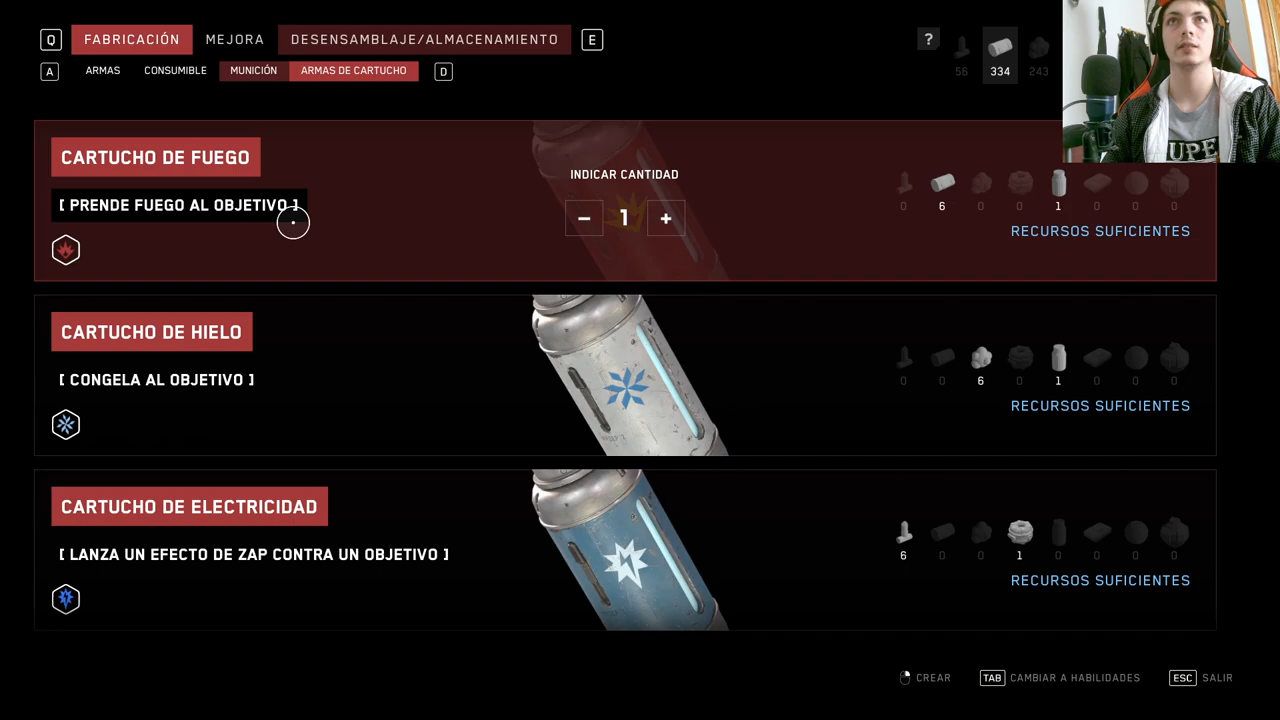 Q FABRICACIÓN MEJORA DESENSAMBLAJE/ALMACENAMIENTO E
?
A ARMAS CONSUMIBLE MUNICIÓN ARMAS DE CARTUCHO D
56 334 243
CARTUCHO DE FUEGO
INDICAR CANTIDAD
[ PRENDE FUEGO AL OBJETIVO ]
− 1 +
0 6 0 0 1 0 0 0
RECURSOS SUFICIENTES
CARTUCHO DE HIELO
[ CONGELA AL OBJETIVO ]
0 0 6 0 1 0 0 0
RECURSOS SUFICIENTES
CARTUCHO DE ELECTRICIDAD
[ LANZA UN EFECTO DE ZAP CONTRA UN OBJETIVO ]
6 0 0 1 0 0 0 0
RECURSOS SUFICIENTES
CREAR TAB CAMBIAR A HABILIDADES ESC SALIR